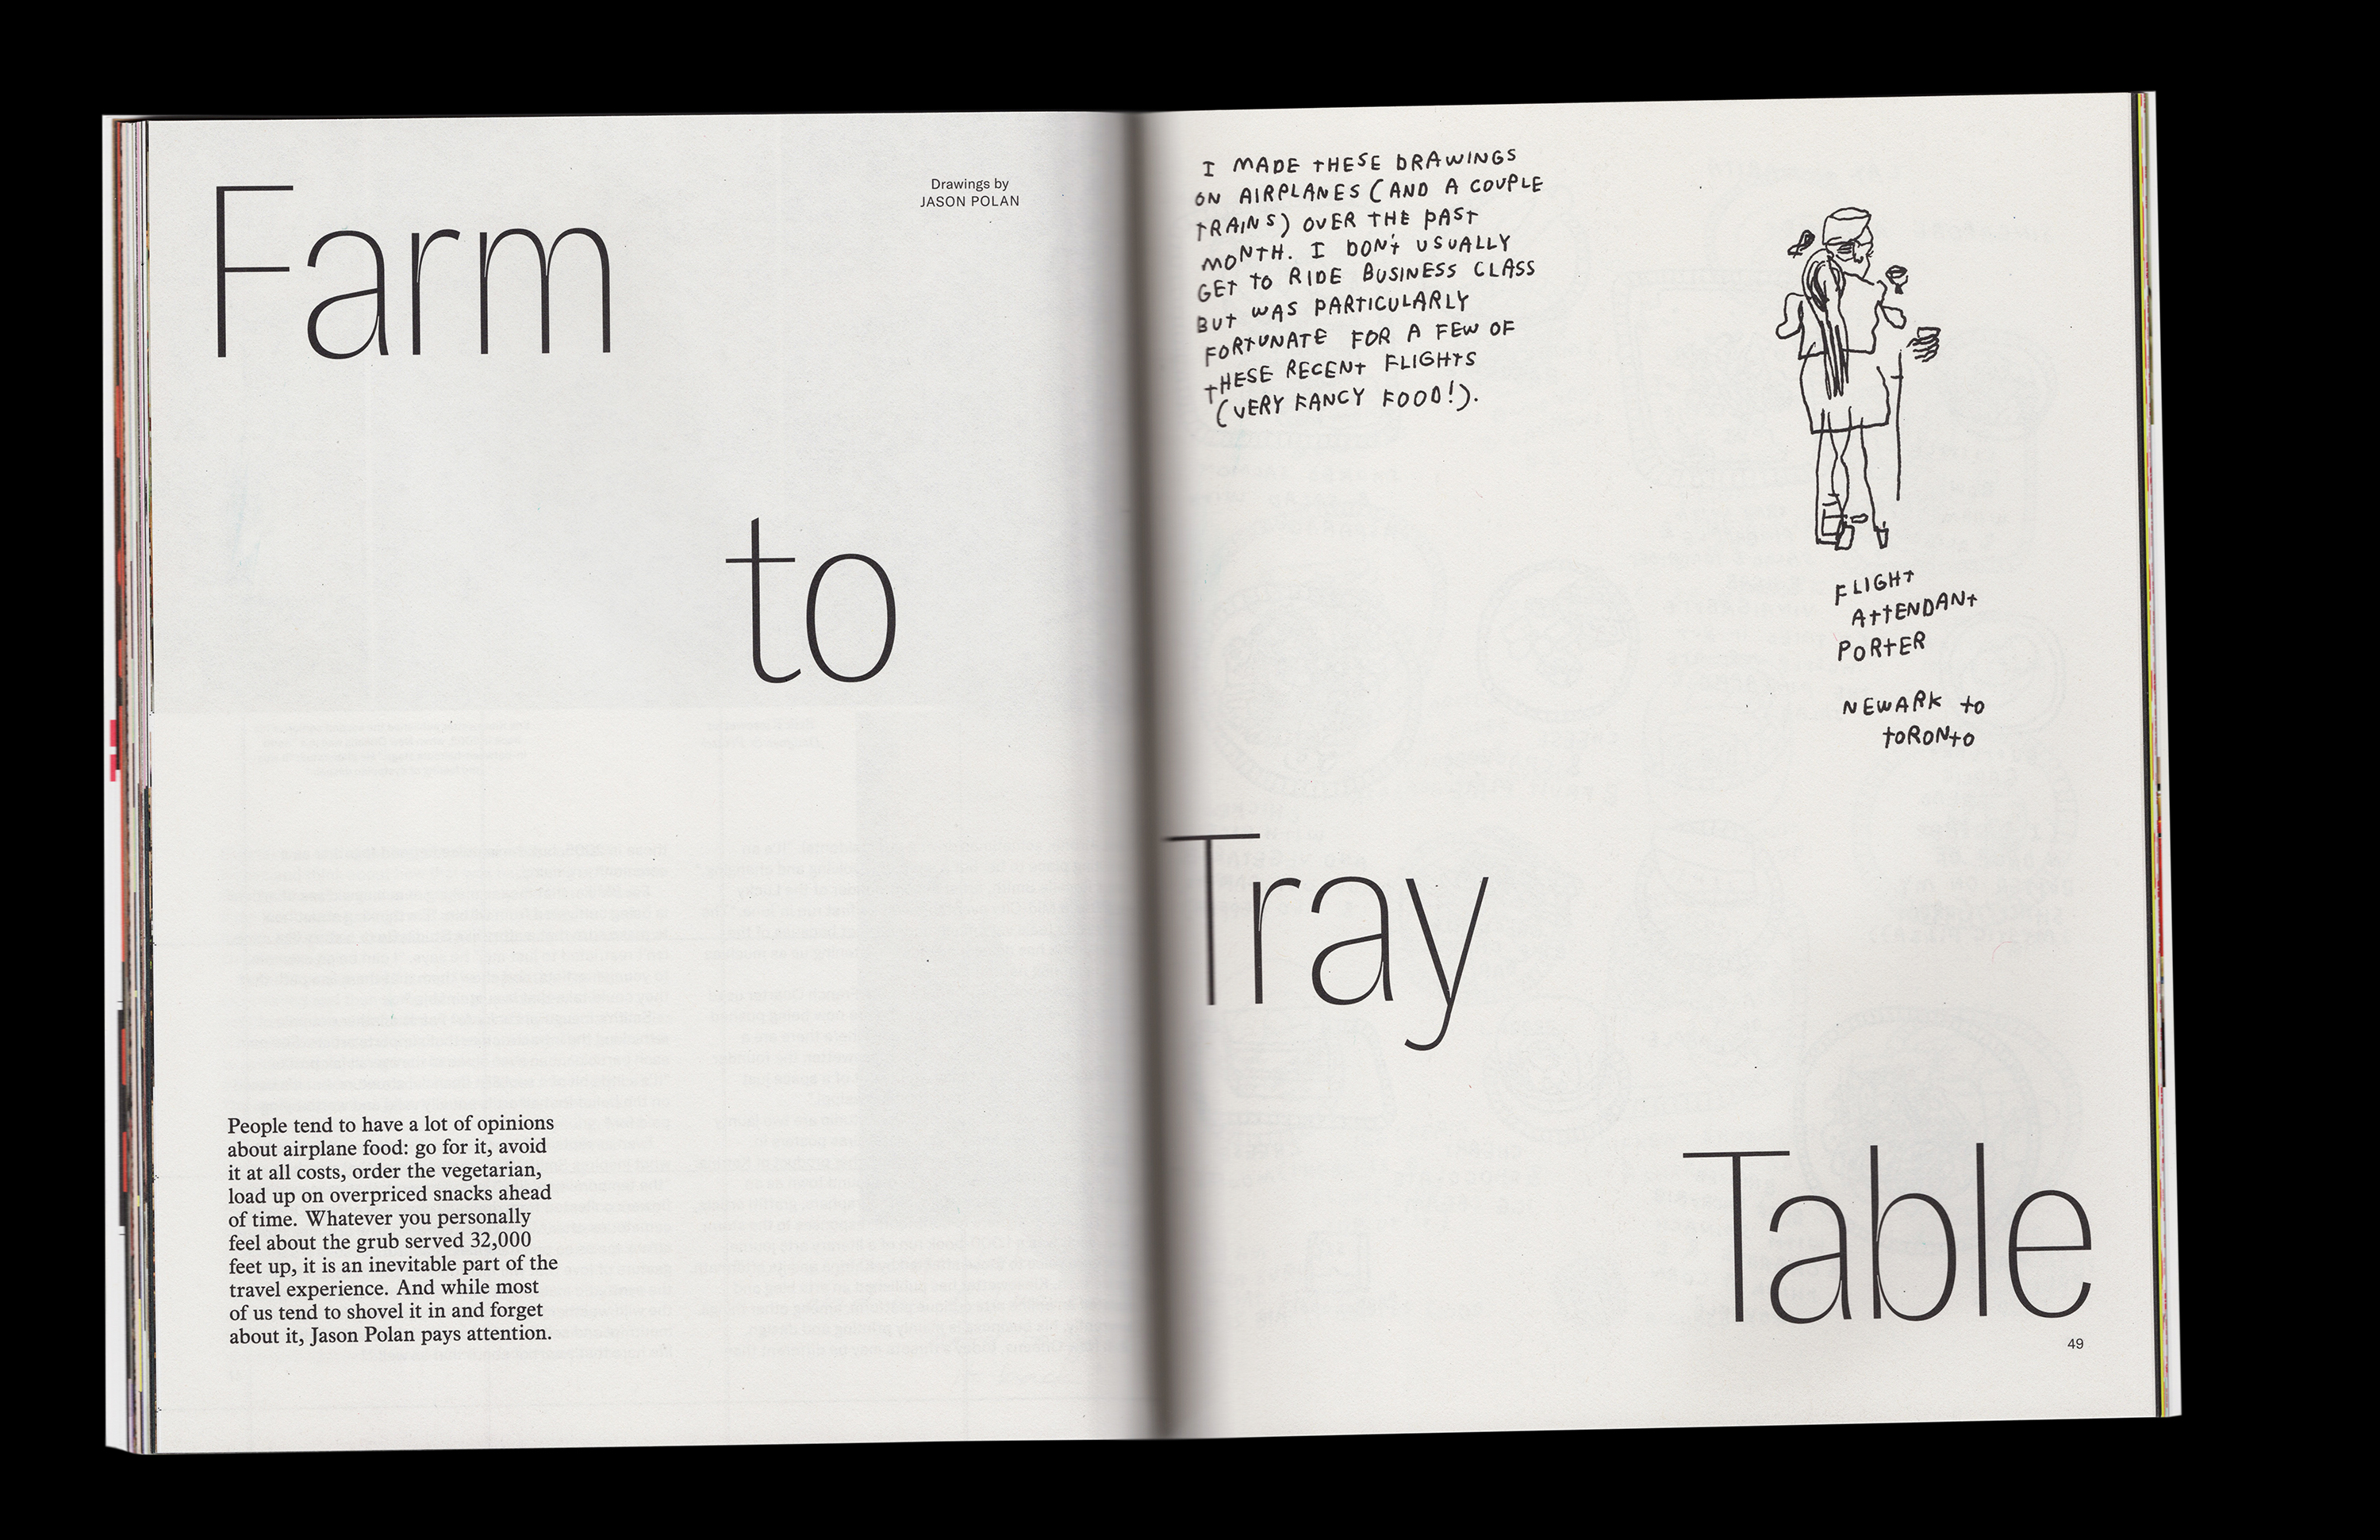 Farm
to
Drawings by
JASON POLAN
People tend to have a lot of opinions
about airplane food: go for it, avoid
it at all costs, order the vegetarian,
load up on overpriced snacks ahead
of time. Whatever you personally
feel about the grub served 32,000
feet up, it is an inevitable part of the
travel experience. And while most
of us tend to shovel it in and forget
about it, Jason Polan pays attention.
I MADE THESE DRAWINGS
ON AIRPLANES (AND A COUPLE
TRAINS) OVER THE PAST
MONTH. I DON'T USUALLY
GET TO RIDE BUSINESS CLASS
BUT WAS PARTICULARLY
FORTUNATE FOR A FEW OF
THESE RECENT FLIGHTS
(VERY FANCY FOOD!).
FLIGHT
ATTENDANT
PORTER
NEWARK TO
TORONTO
Tray
Table
49